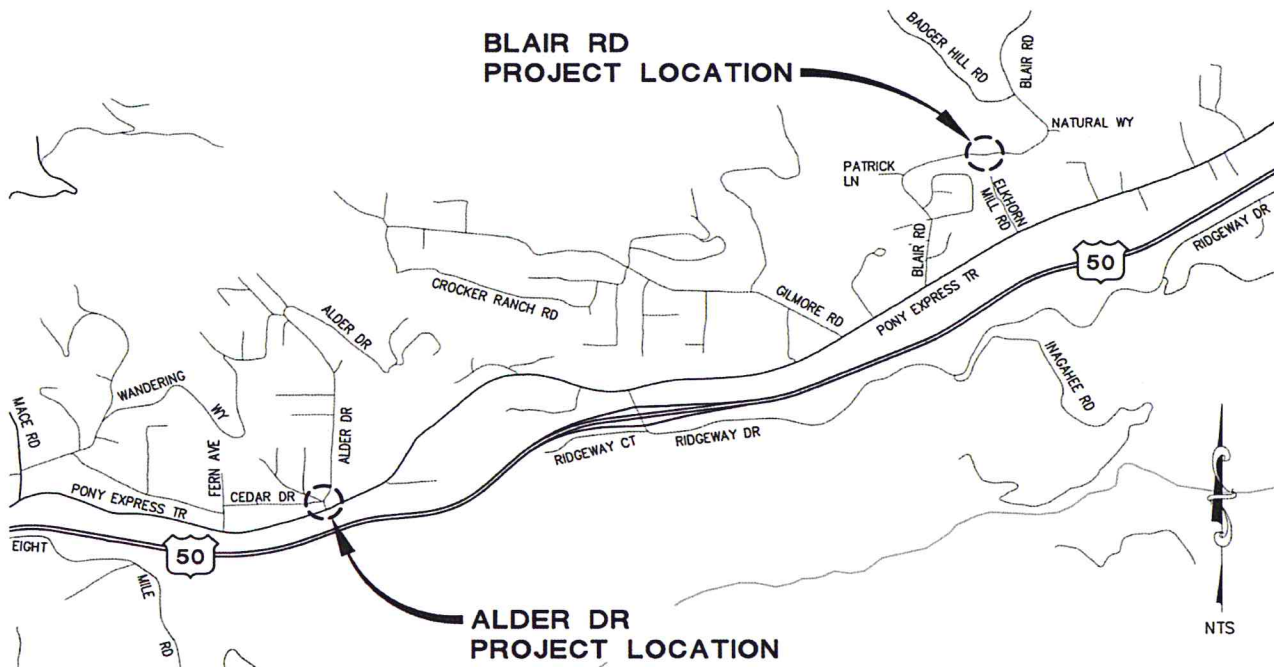 BLAIR RD
PROJECT LOCATION
BADGER HILL RD
BLAIR RD
NATURAL WY
PATRICK
LN
ELKHORN
MILL RD
BLAIR RD
RIDGEWAY DR
50
GILMORE RD
PONY EXPRESS TR
CROCKER RANCH RD
ALDER DR
INAGAHEE RD
WANDERING
WY
MACE RD
ALDER DR
FERN AVE
RIDGEWAY CT
RIDGEWAY DR
CEDAR DR
PONY EXPRESS TR
50
EIGHT
MILE
RD
ALDER DR
PROJECT LOCATION
NTS